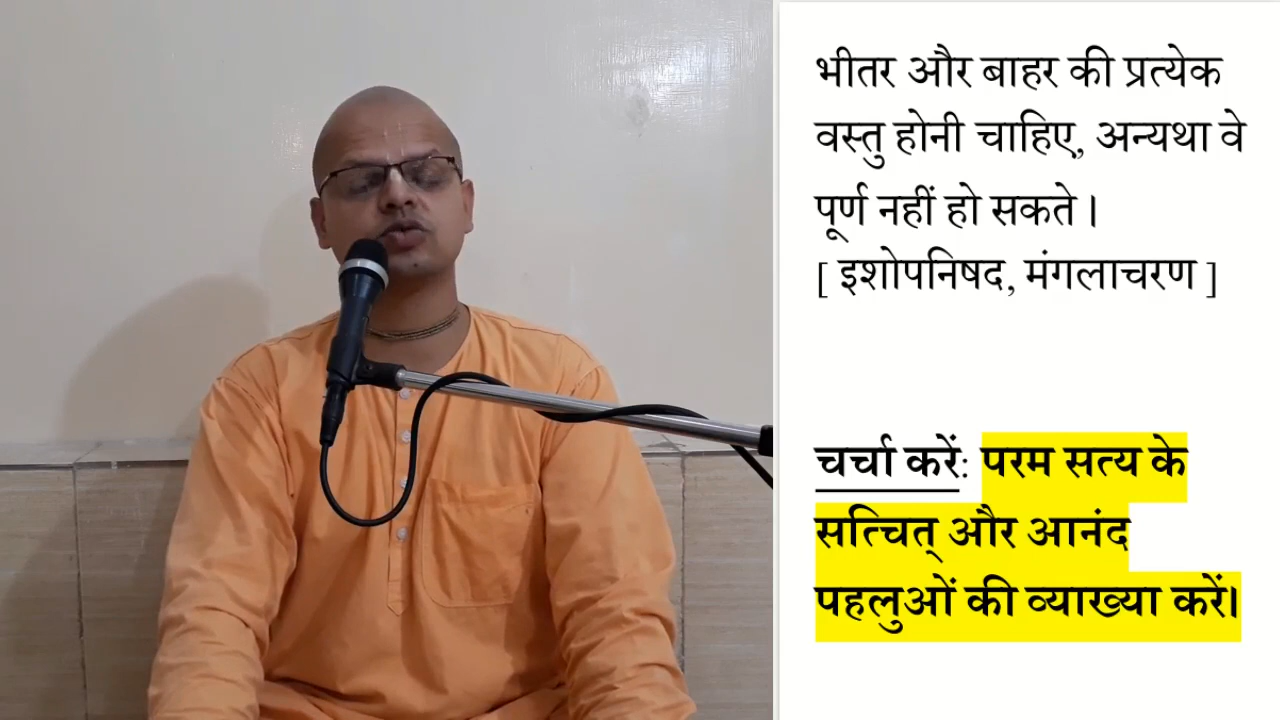 भीतर और बाहर की प्रत्येक
वस्तु होनी चाहिए, अन्यथा वे
पूर्ण नहीं हो सकते ।
[ इशोपनिषद, मंगलाचरण ]
चर्चा करें: परम सत्य के
सत्चित् और आनंद
पहलुओं की व्याख्या करें।